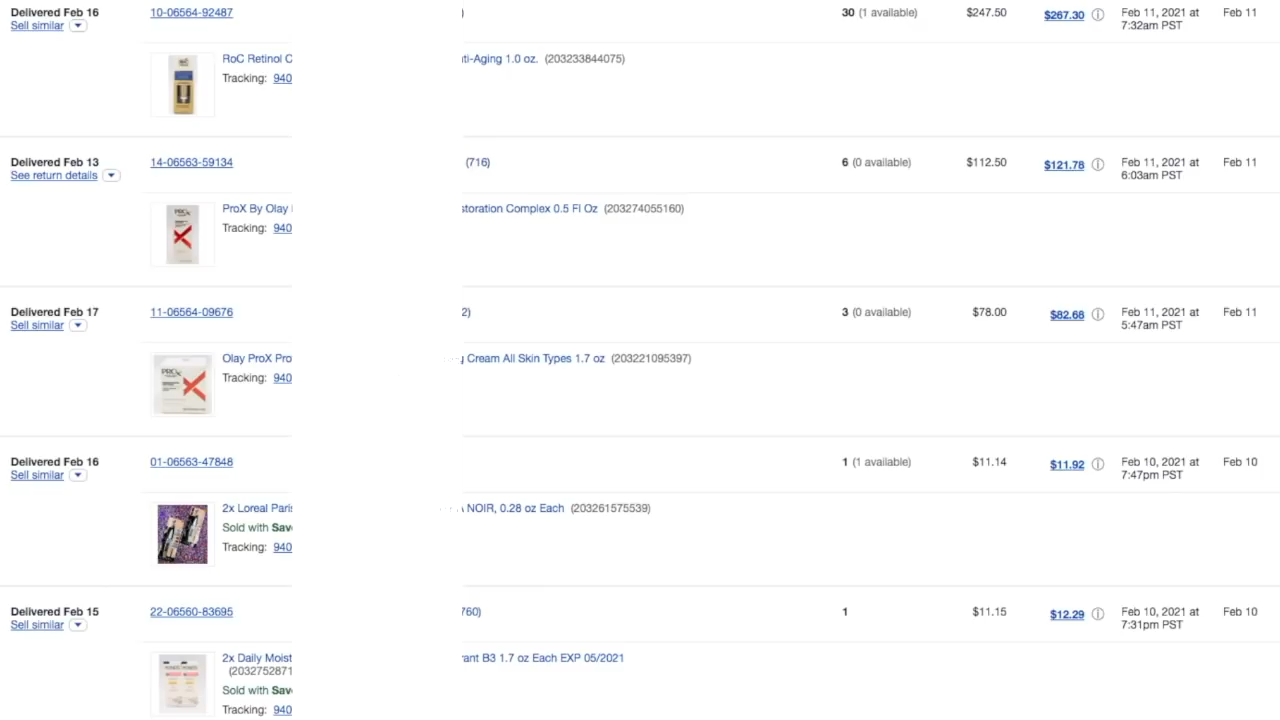 Delivered Feb 16 10-06564-92487 ) 30 (1 available) $247.50 $267.30 Feb 11, 2021 at Feb 11
Sell similar 7:32am PST
RoC Retinol C ti-Aging 1.0 oz. (203233844075)
Tracking: 940
Delivered Feb 13 14-06563-59134 (716) 6 (0 available) $112.50 $121.78 Feb 11, 2021 at Feb 11
See return details 6:03am PST
ProX By Olay storation Complex 0.5 Fl Oz (203274055160)
Tracking: 940
Delivered Feb 17 11-06564-09676 2) 3 (0 available) $78.00 $82.68 Feb 11, 2021 at Feb 11
Sell similar 5:47am PST
Olay ProX Pro Cream All Skin Types 1.7 oz (203221095397)
Tracking: 940
Delivered Feb 16 01-06563-47848 1 (1 available) $11.14 $11.92 Feb 10, 2021 at Feb 10
Sell similar 7:47pm PST
2x Loreal Paris NOIR, 0.28 oz Each (203261575539)
Sold with Save
Tracking: 940
Delivered Feb 15 22-06560-83695 760) 1 $11.15 $12.29 Feb 10, 2021 at Feb 10
Sell similar 7:31pm PST
2x Daily Moist rant B3 1.7 oz Each EXP 05/2021
(2032752871
Sold with Save
Tracking: 940